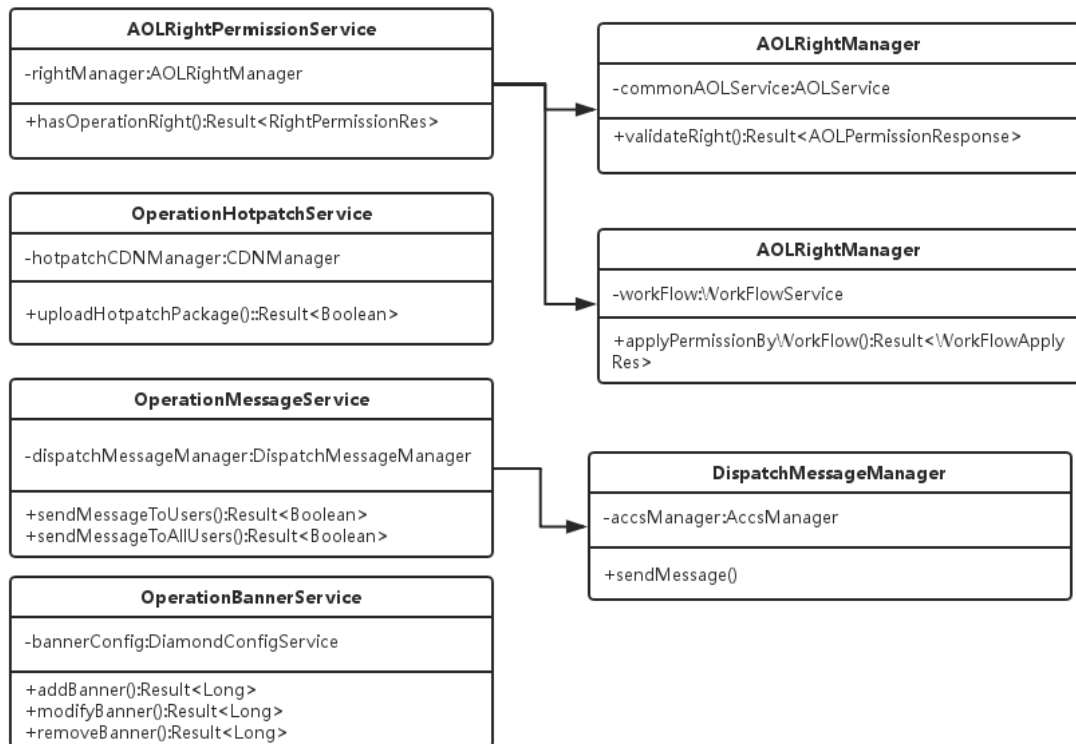 AOLRightPermissionService
-rightManager:AOLRightManager
+hasOperationRight():Result<RightPermissionRes>
AOLRightManager
-commonAOLService:AOLService
+validateRight():Result<AOLPermissionResponse>
OperationHotpatchService
-hotpatchCDNManager:CDNManager
+uploadHotpatchPackage()::Result<Boolean>
AOLRightManager
-workFlow:WorkFlowService
+applyPermissionByWorkFlow():Result<WorkFlowApply
Res>
OperationMessageService
-dispatchMessageManager:DispatchMessageManager
+sendMessageToUsers():Result<Boolean>
+sendMessageToAllUsers():Result<Boolean>
DispatchMessageManager
-accsManager:AccsManager
+sendMessage()
OperationBannerService
-bannerConfig:DiamondConfigService
+addBanner():Result<Long>
+modifyBanner():Result<Long>
+removeBanner():Result<Long>